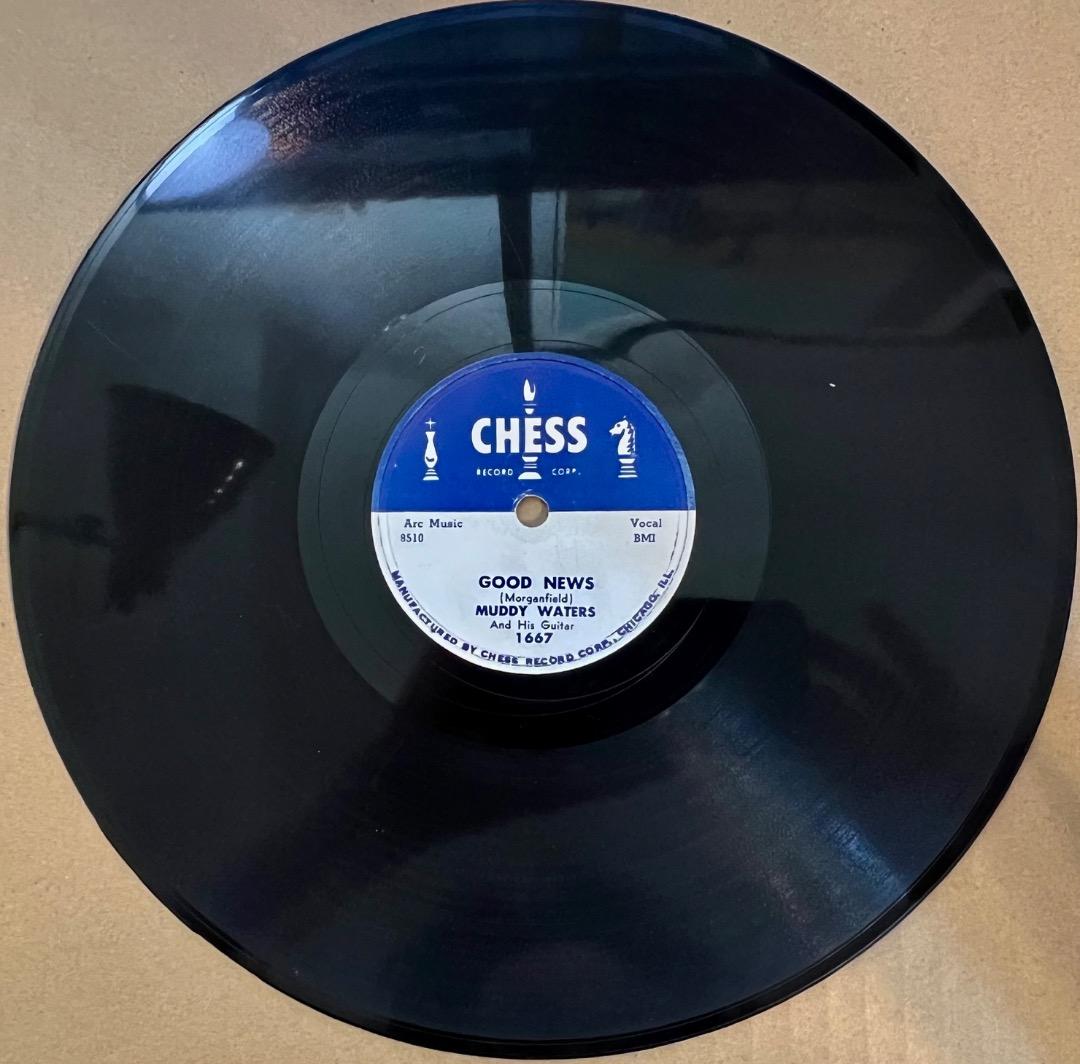 CHESS
RECORD CORP.
Arc Music Vocal
8510 BMI
GOOD NEWS
(Morganfield)
MUDDY WATERS
And His Guitar
1667
MANUFACTURED BY CHESS RECORD CORP., CHICAGO, ILL.